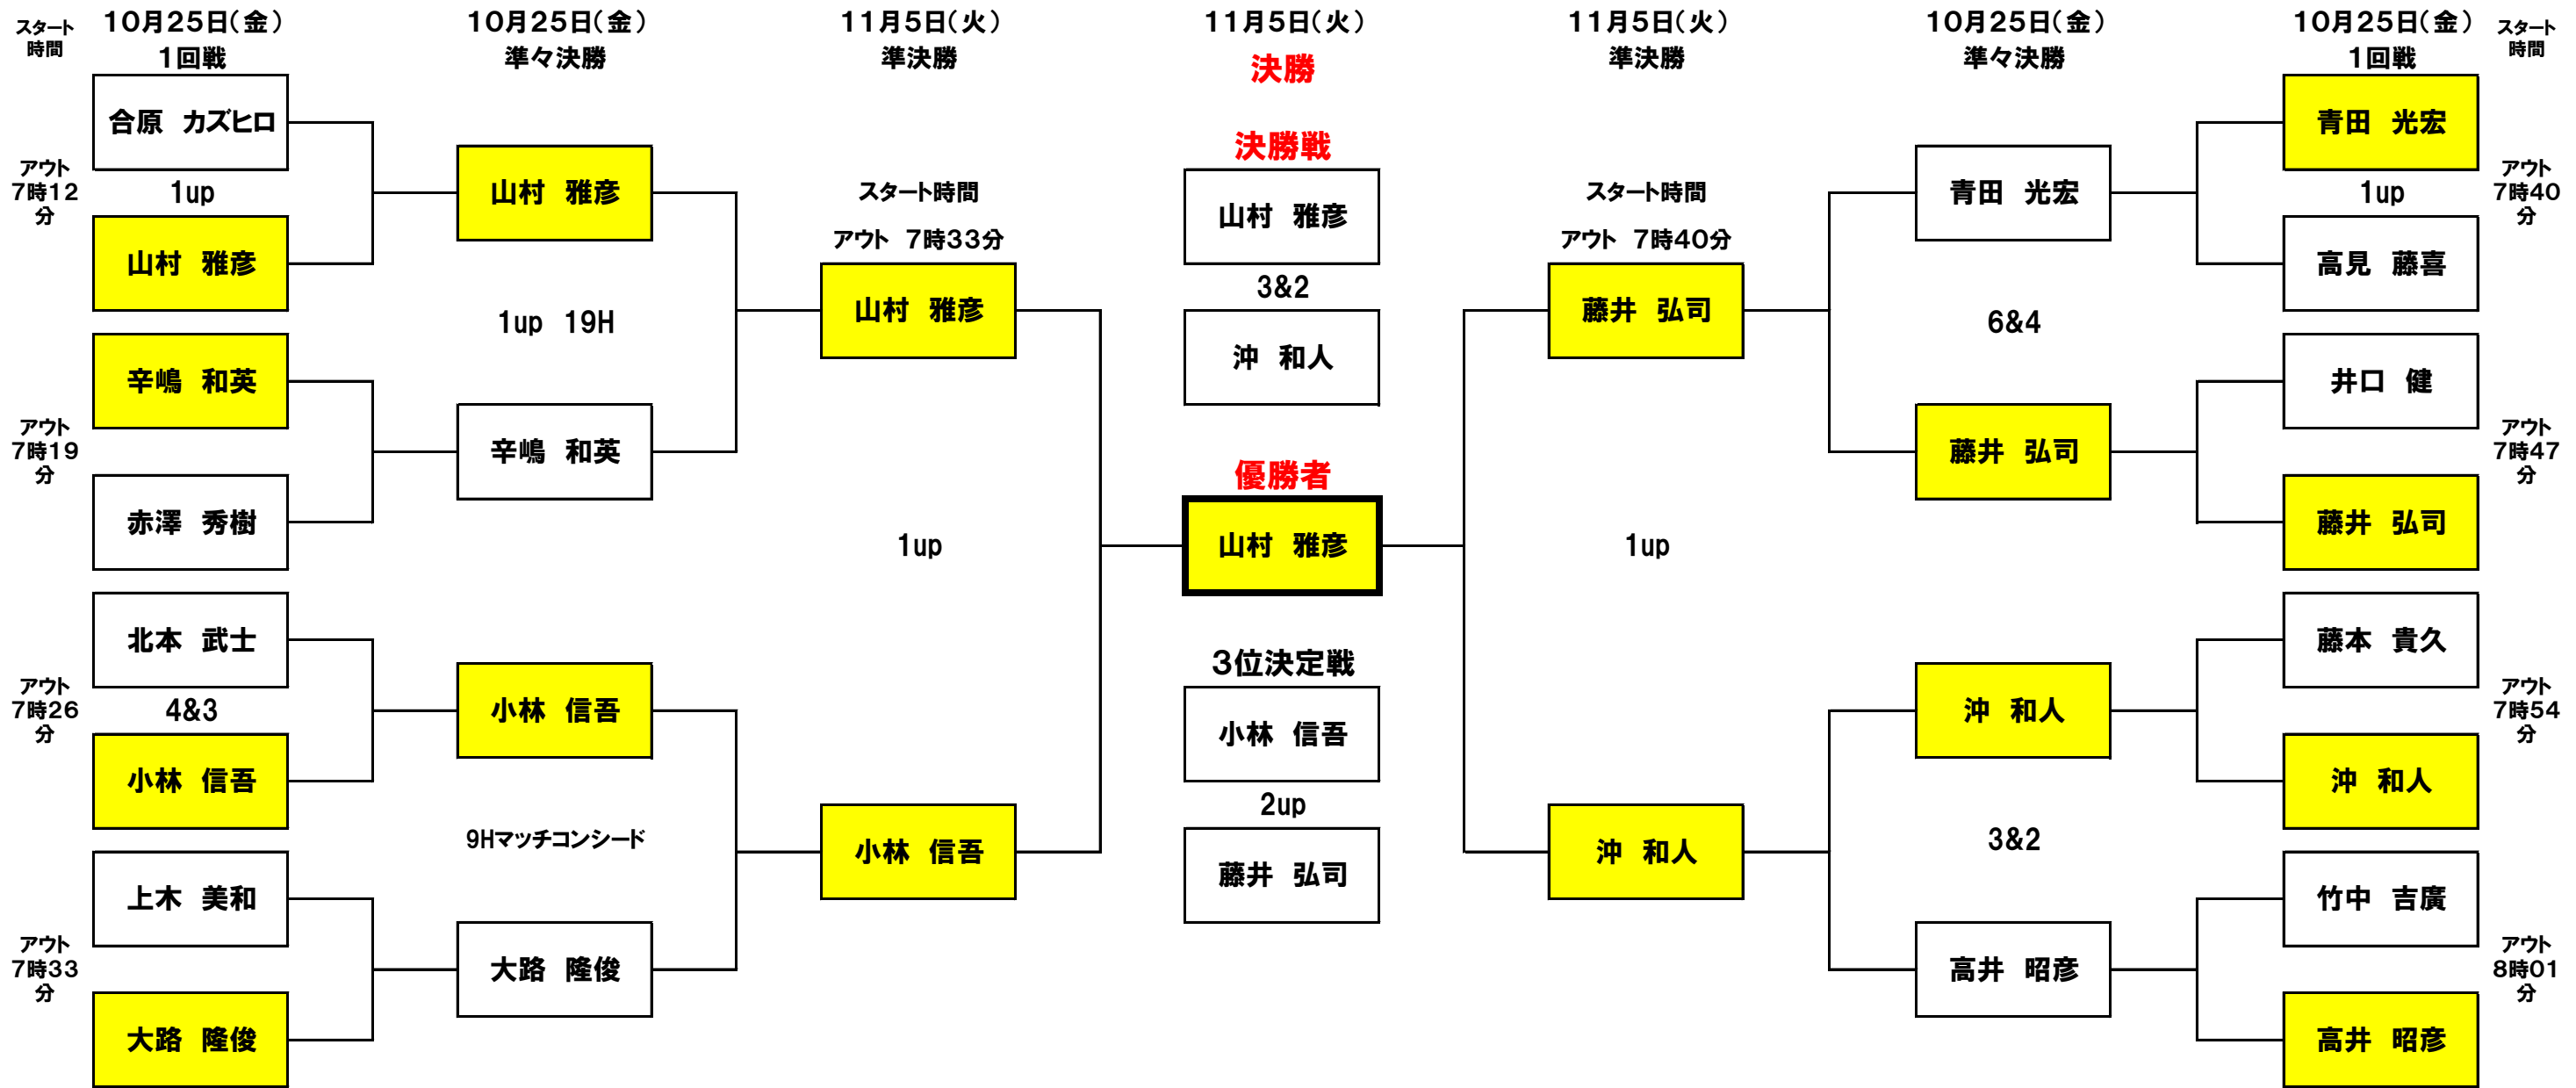 スタート
時間
10月25日(金)
1回戦
10月25日(金)
準々決勝
11月5日(火)
準決勝
11月5日(火)
決勝
11月5日(火)
準決勝
10月25日(金)
準々決勝
10月25日(金)
1回戦
スタート
時間
合原 カズヒロ
アウト
7時12
分
1up
山村 雅彦
辛嶋 和英
アウト
7時19
分
赤澤 秀樹
北本 武士
アウト
7時26
分
4&3
小林 信吾
上木 美和
アウト
7時33
分
大路 隆俊
山村 雅彦
1up 19H
辛嶋 和英
小林 信吾
9Hマッチコンシード
大路 隆俊
スタート時間
アウト 7時33分
山村 雅彦
1up
小林 信吾
決勝戦
山村 雅彦
3&2
沖 和人
優勝者
山村 雅彦
3位決定戦
小林 信吾
2up
藤井 弘司
スタート時間
アウト 7時40分
藤井 弘司
1up
沖 和人
青田 光宏
6&4
藤井 弘司
沖 和人
3&2
高井 昭彦
青田 光宏
アウト
7時40
分
1up
高見 藤喜
井口 健
アウト
7時47
分
藤井 弘司
藤本 貴久
アウト
7時54
分
沖 和人
竹中 吉廣
アウト
8時01
分
高井 昭彦